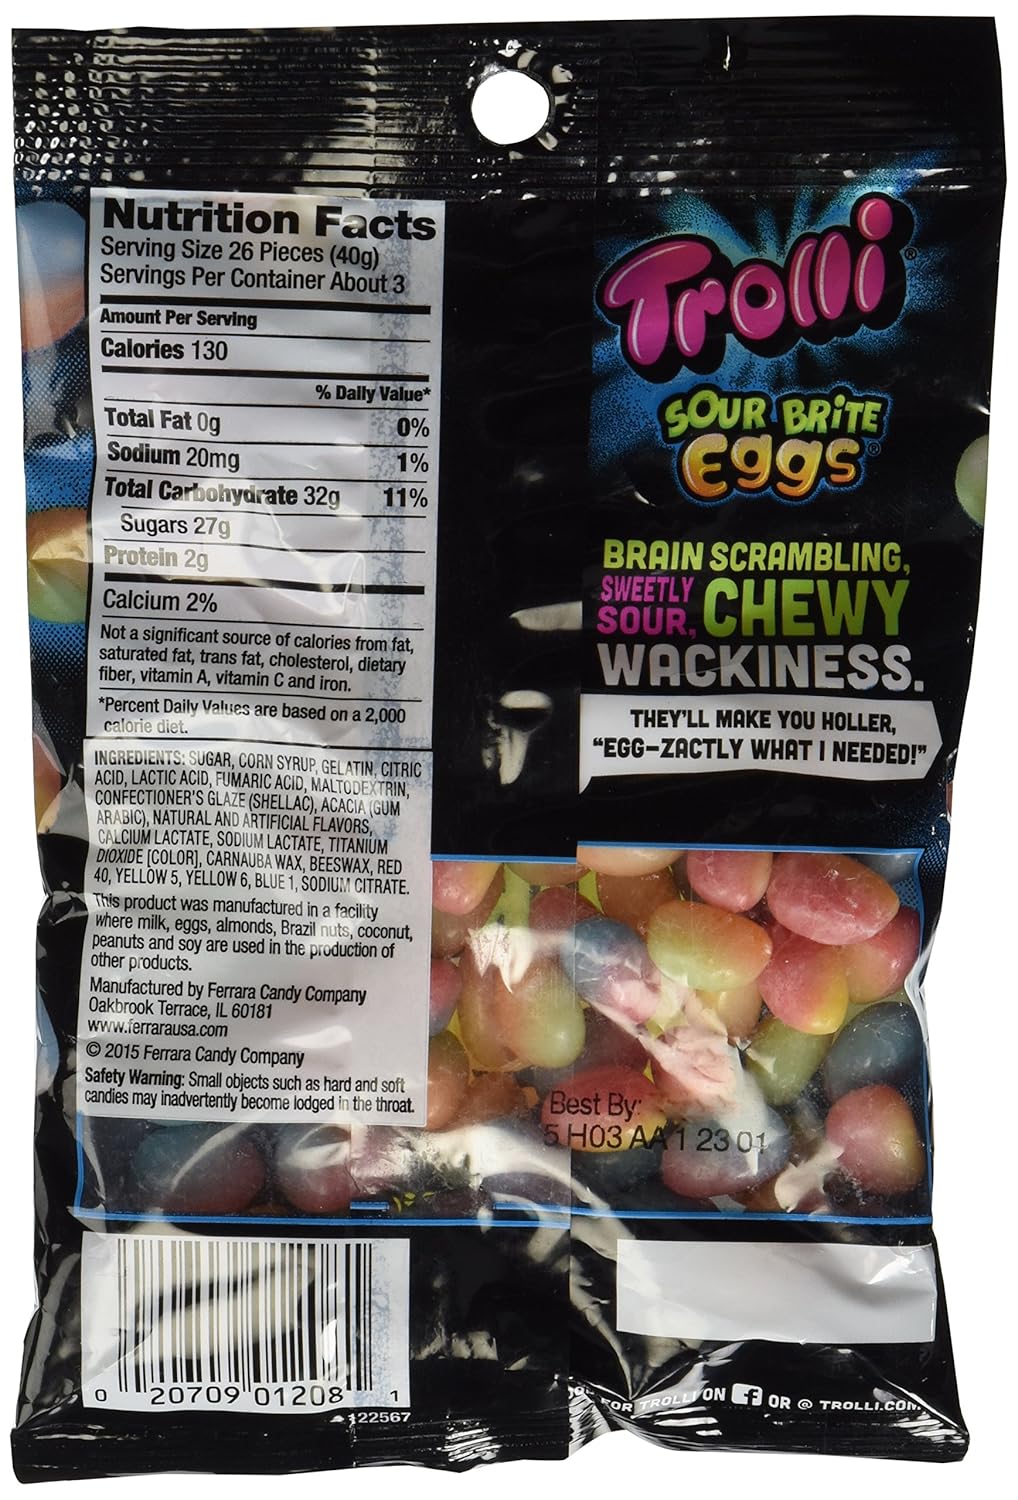 Nutrition Facts
Serving Size 26 Pieces (40g)
Servings Per Container About 3
Amount Per Serving
Calories 130
% Daily Value*
Total Fat 0g 0%
Sodium 20mg 1%
Total Carbohydrate 32g 11%
Sugars 27g
Protein 2g
Calcium 2%
Not a significant source of calories from fat,
saturated fat, trans fat, cholesterol, dietary
fiber, vitamin A, vitamin C and iron.
*Percent Daily Values are based on a 2,000
calorie diet.
INGREDIENTS: SUGAR, CORN SYRUP, GELATIN, CITRIC
ACID, LACTIC ACID, FUMARIC ACID, MALTODEXTRIN,
CONFECTIONER'S GLAZE (SHELLAC), ACACIA (GUM
ARABIC), NATURAL AND ARTIFICIAL FLAVORS,
CALCIUM LACTATE, SODIUM LACTATE, TITANIUM
DIOXIDE [COLOR], CARNAUBA WAX, BEESWAX, RED
40, YELLOW 5, YELLOW 6, BLUE 1, SODIUM CITRATE.
This product was manufactured in a facility
where milk, eggs, almonds, Brazil nuts, coconut,
peanuts and soy are used in the production of
other products.
Manufactured by Ferrara Candy Company
Oakbrook Terrace, IL 60181
www.ferrarausa.com
© 2015 Ferrara Candy Company
Safety Warning: Small objects such as hard and soft
candies may inadvertently become lodged in the throat.
0 20709 01208 1
122567
Trolli®
SOUR BRiTE
Eggs®
BRAIN SCRAMBLING,
SWEETLY
SOUR, CHEWY
WACKINESS.
THEY'LL MAKE YOU HOLLER,
"EGG-ZACTLY WHAT I NEEDED!"
Best By:
5 H03 AA 1 23 01
FOR TROLLI ON f OR @ TROLLI.COM